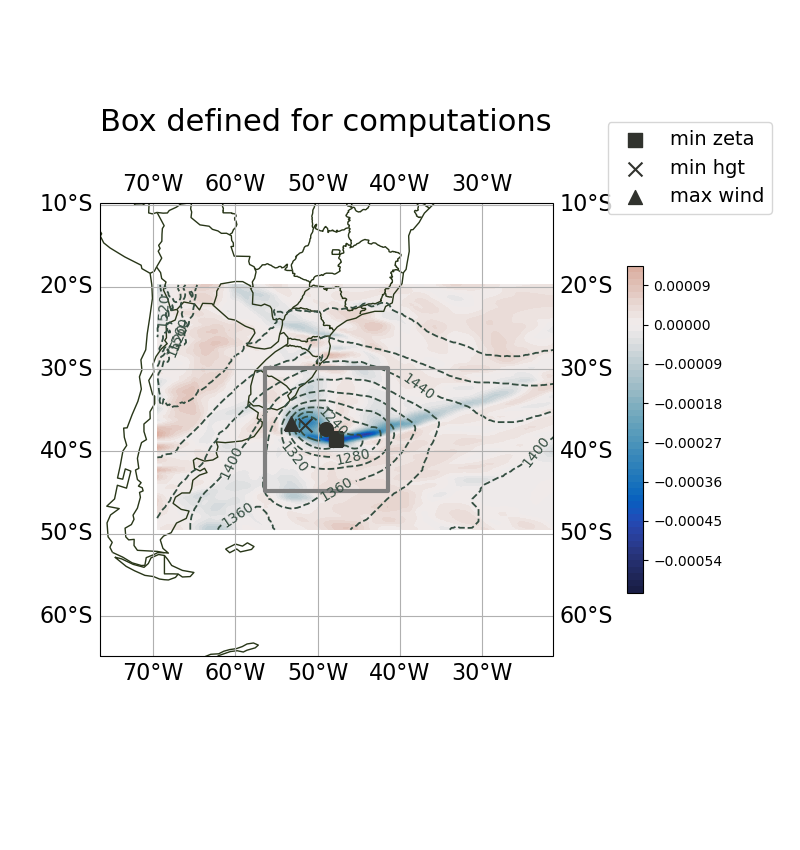 Box defined for computations
min zeta
min hgt
max wind
70°W 60°W 50°W 40°W 30°W
10°S 10°S
20°S
30°S 30°S
40°S 40°S
50°S 50°S
60°S 60°S
70°W 60°W 50°W 40°W 30°W
1520
1440
1240
1320
1280
1400
1400
1360
1360
0.00009
0.00000
−0.00009
−0.00018
−0.00027
−0.00036
−0.00045
−0.00054